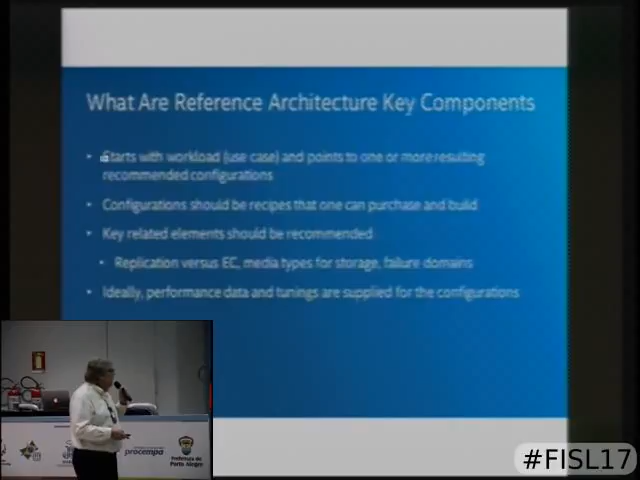 What Are Reference Architecture Key Components
• Starts with workload (use case) and points to one or more resulting
recommended configurations
• Configurations should be recipes that one can purchase and build
• Key related elements should be recommended
• Replication versus EC, media types for storage, failure domains
• Ideally, performance data and tunings are supplied for the configurations
procempa
Prefeitura de
Porto Alegre
#FISL17